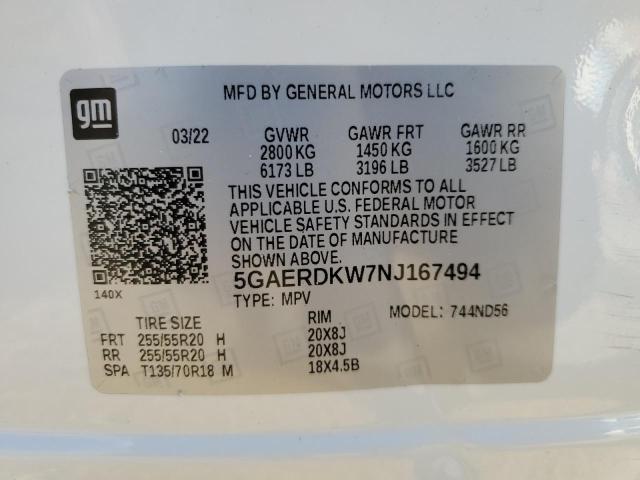 gm
MFD BY GENERAL MOTORS LLC
03/22 GVWR GAWR FRT GAWR RR
2800 KG 1450 KG 1600 KG
6173 LB 3196 LB 3527 LB
THIS VEHICLE CONFORMS TO ALL
APPLICABLE U.S. FEDERAL MOTOR
VEHICLE SAFETY STANDARDS IN EFFECT
ON THE DATE OF MANUFACTURE
SHOWN ABOVE.
5GAERDKW7NJ167494
140X
TYPE: MPV MODEL: 744ND56
TIRE SIZE RIM
FRT 255/55R20 H 20X8J
RR 255/55R20 H 20X8J
SPA T135/70R18 M 18X4.5B